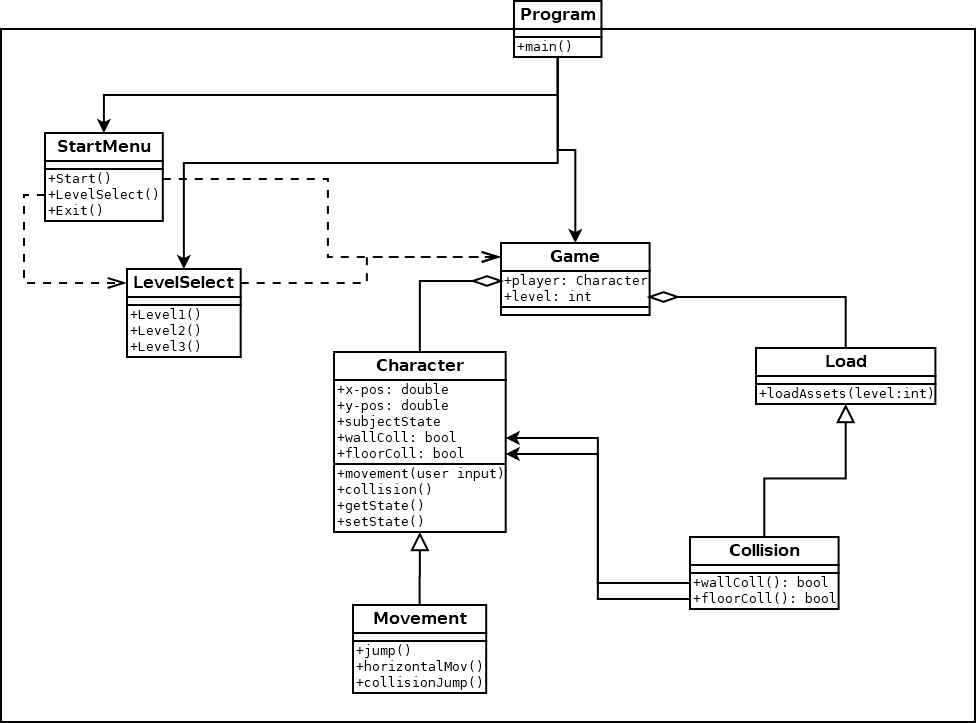 Program
+main()
StartMenu
+Start()
+LevelSelect()
+Exit()
LevelSelect
+Level1()
+Level2()
+Level3()
Game
+player: Character
+level: int
Character
+x-pos: double
+y-pos: double
+subjectState
+wallColl: bool
+floorColl: bool
+movement(user input)
+collision()
+getState()
+setState()
Load
+loadAssets(level:int)
Collision
+wallColl(): bool
+floorColl(): bool
Movement
+jump()
+horizontalMov()
+collisionJump()